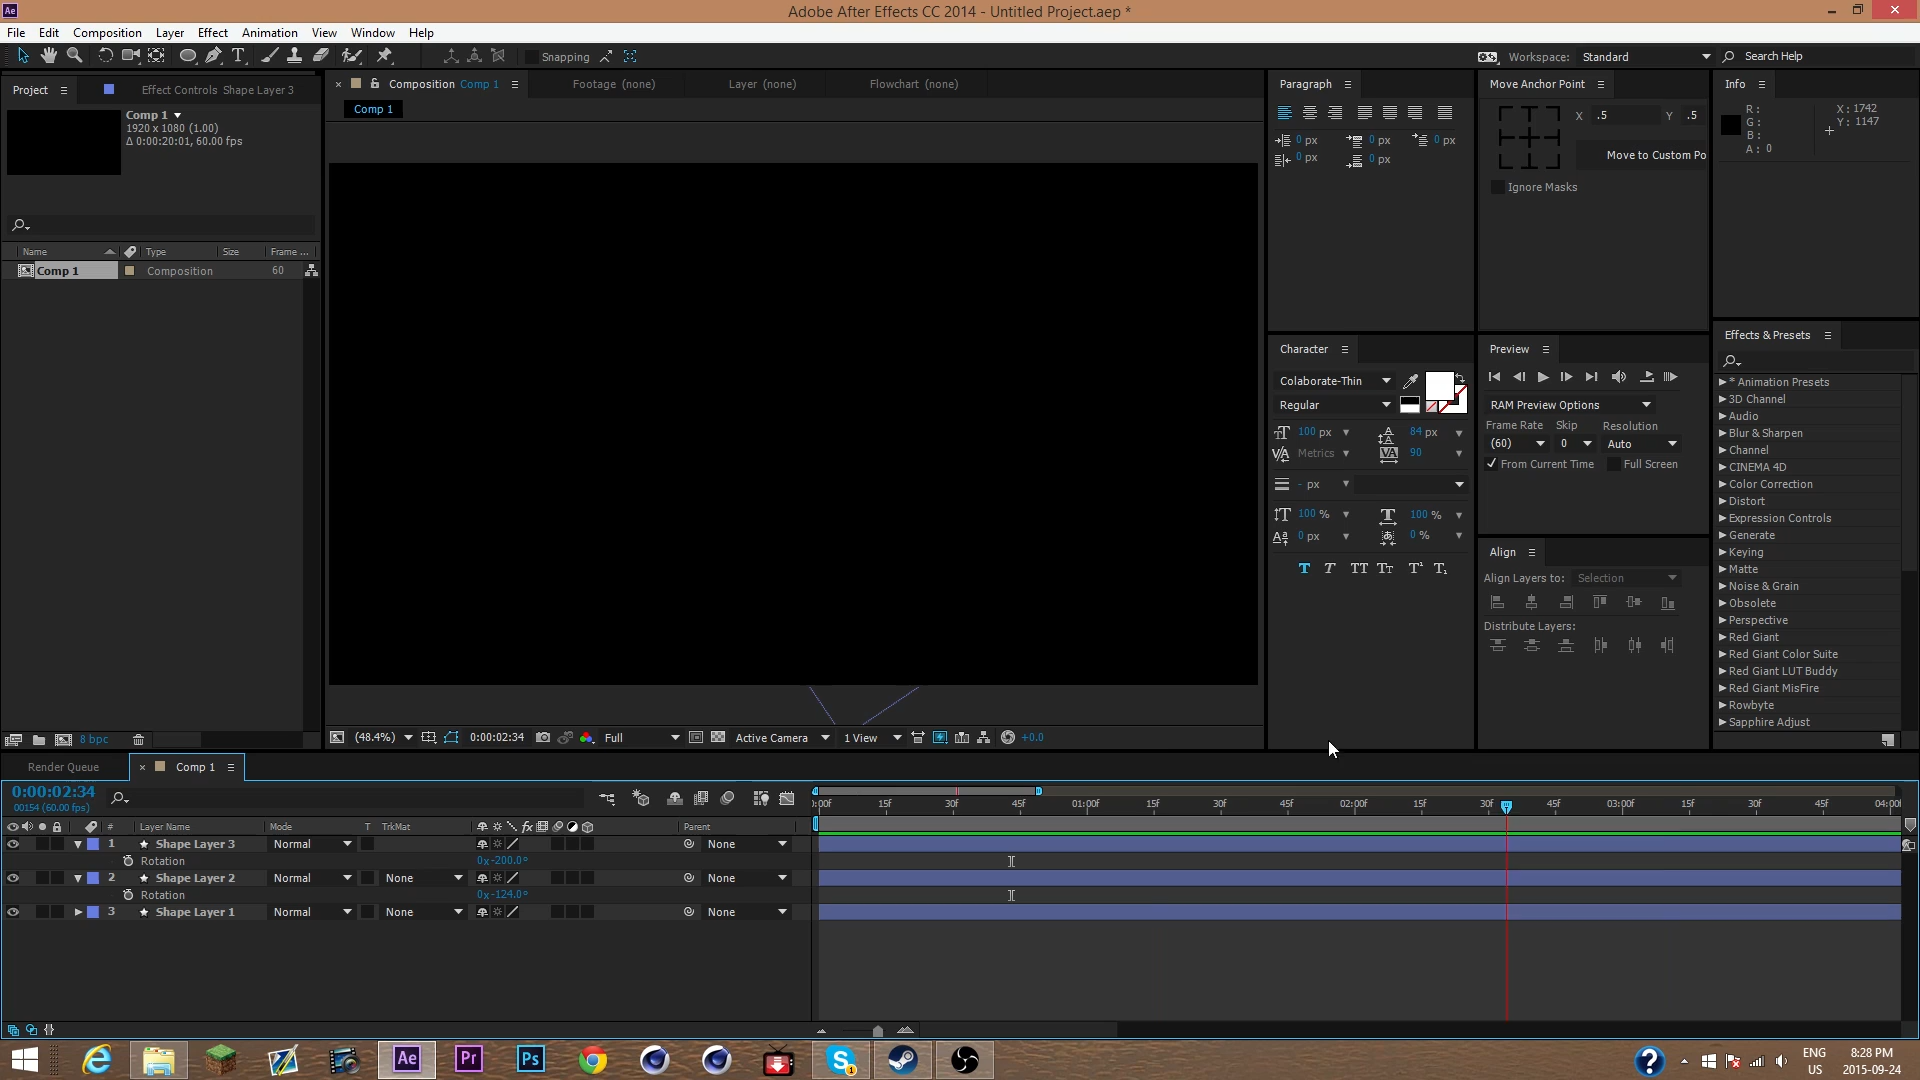 Ae
Adobe After Effects CC 2014 - Untitled Project.aep *
File Edit Composition Layer Effect Animation View Window Help
T Snapping Workspace: Standard Search Help
Project Effect Controls Shape Layer 3
Composition Comp 1 Footage (none) Layer (none) Flowchart (none)
Comp 1
Comp 1
1920 x 1080 (1.00)
Δ 0:00:20:01, 60.00 fps
Name Type Size Frame ...
Comp 1 Composition 60
8 bpc
Paragraph
0 px 0 px 0 px
0 px 0 px
Move Anchor Point
X .5 Y .5
Move to Custom Po
Ignore Masks
Info
R: X: 1742
G: Y: 1147
B:
A: 0
Character
Colaborate-Thin
Regular
100 px 84 px
Metrics 90
- px
100 % 100 %
0 px 0 %
T T TT Tt T¹ T₁
Preview
RAM Preview Options
Frame Rate Skip Resolution
(60) 0 Auto
From Current Time Full Screen
Align
Align Layers to: Selection
Distribute Layers:
Effects & Presets
* Animation Presets
3D Channel
Audio
Blur & Sharpen
Channel
CINEMA 4D
Color Correction
Distort
Expression Controls
Generate
Keying
Matte
Noise & Grain
Obsolete
Perspective
Red Giant
Red Giant Color Suite
Red Giant LUT Buddy
Red Giant MisFire
Rowbyte
Sapphire Adjust
(48.4%) 0:00:02:34 Full Active Camera 1 View +0.0
Render Queue Comp 1
0:00:02:34
00154 (60.00 fps)
:00f 15f 30f 45f 01:00f 15f 30f 45f 02:00f 15f 30f 45f 03:00f 15f 30f 45f 04:00f
# Layer Name Mode T TrkMat fx Parent
1 Shape Layer 3 Normal None
Rotation 0x-200.0°
2 Shape Layer 2 Normal None None
Rotation 0x-124.0°
3 Shape Layer 1 Normal None None
Ae Pr Ps S 1 ?
ENG 8:28 PM
US 2015-09-24